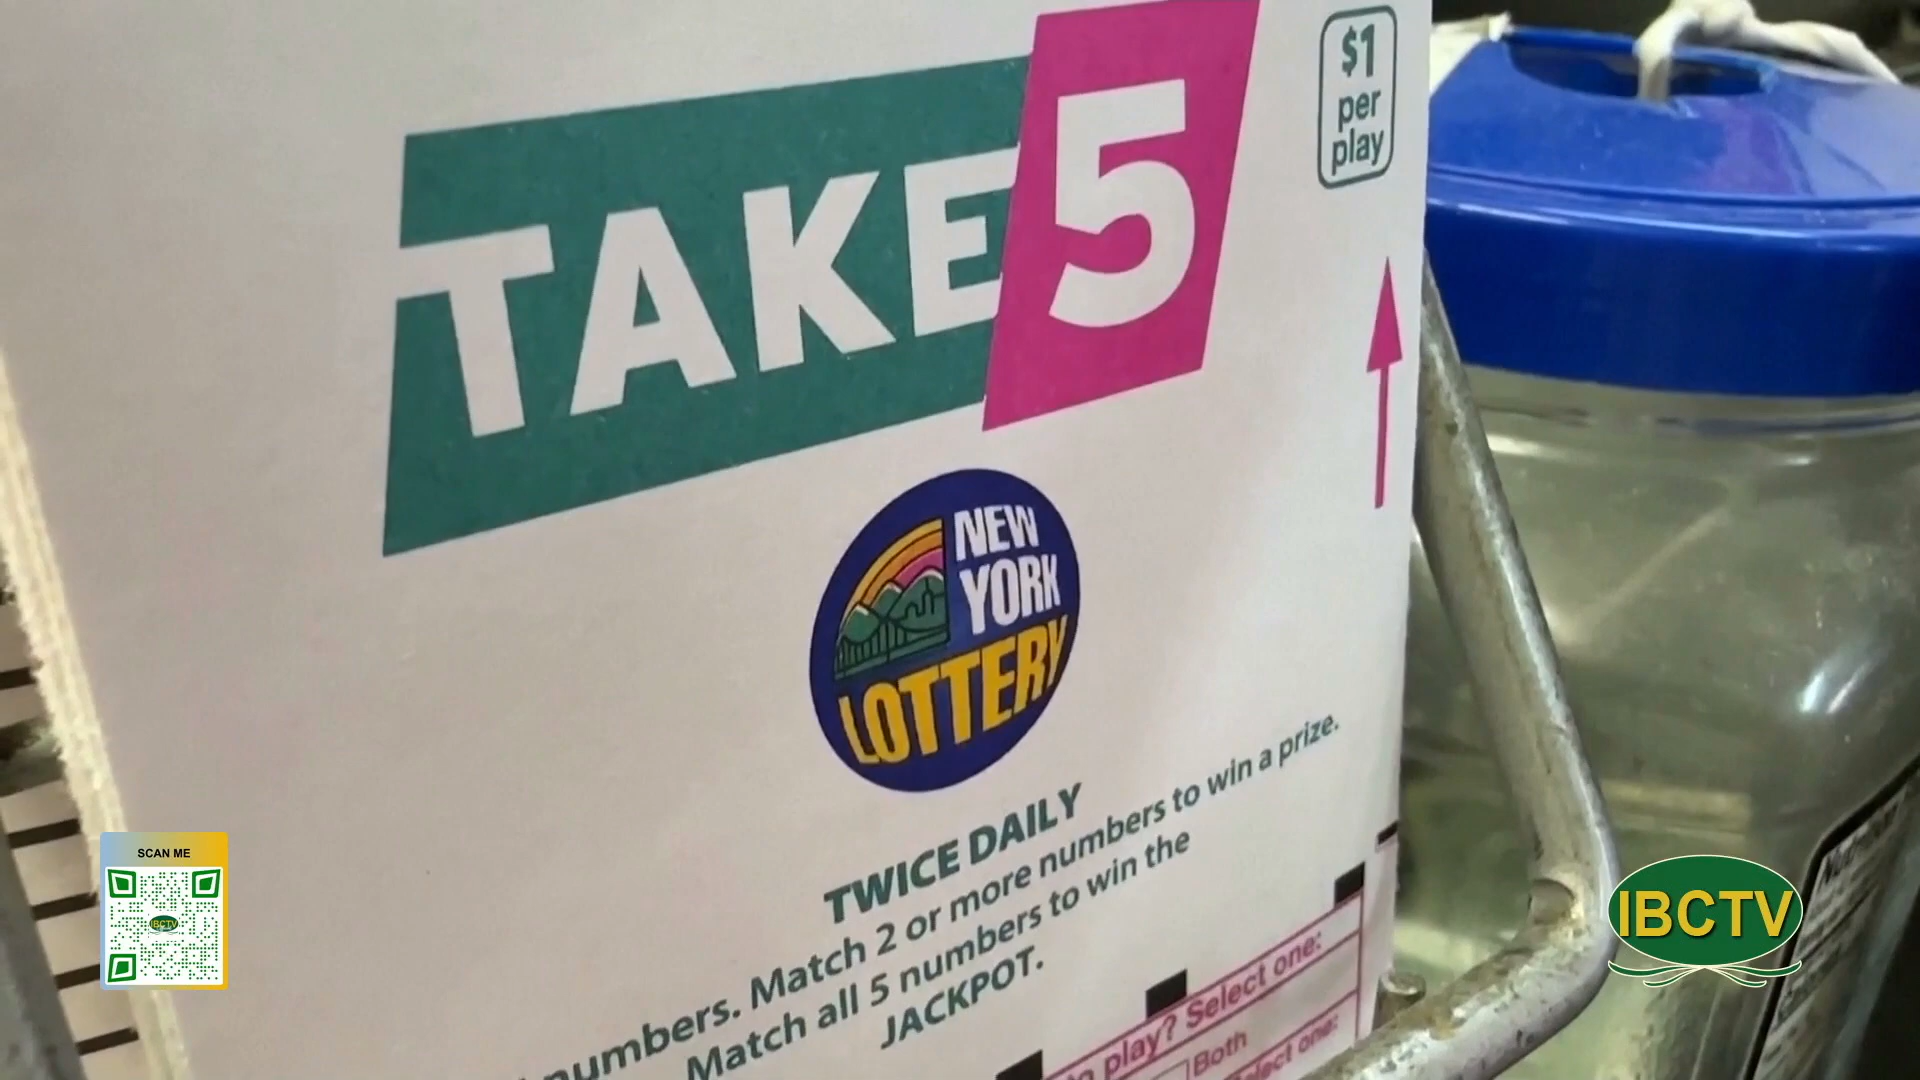 TAKE 5
$1
per
play
NEW
YORK
LOTTERY
TWICE DAILY
numbers. Match 2 or more numbers to win a prize.
Match all 5 numbers to win the
JACKPOT.
play? Select one:
Both
one:
SCAN ME
IBCTV
IBCTV